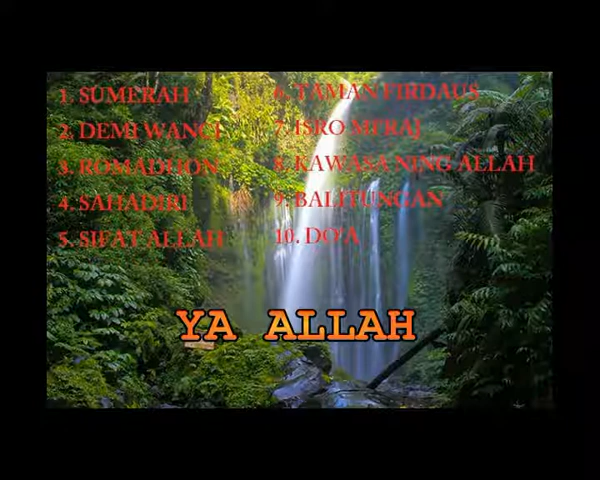 1. SUMERAH
2. DEMI WANCI
3. ROMADHON
4. SAHADIRI
5. SIFAT ALLAH
6. TAMAN FIRDAUS
7. ISRO MI'RAJ
8. KAWASA NING ALLAH
9. BALITUNGAN
10. DO'A
YA ALLAH